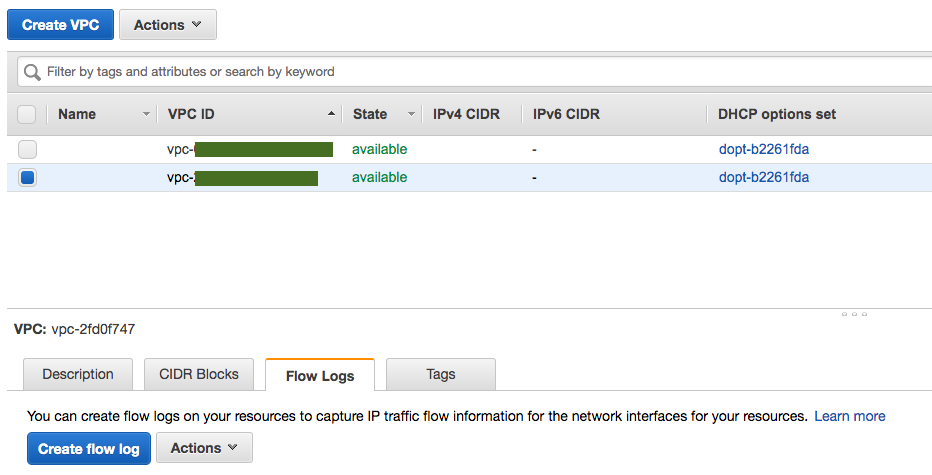 Create VPC Actions
Filter by tags and attributes or search by keyword
Name VPC ID State IPv4 CIDR IPv6 CIDR DHCP options set
vpc- available - dopt-b2261fda
vpc- available - dopt-b2261fda
VPC: vpc-2fd0f747
Description CIDR Blocks Flow Logs Tags
You can create flow logs on your resources to capture IP traffic flow information for the network interfaces for your resources. Learn more
Create flow log Actions